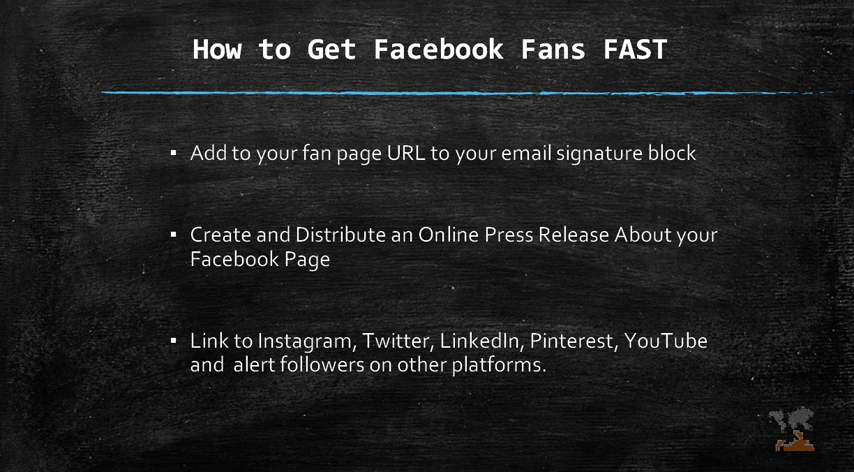 How to Get Facebook Fans FAST
▪ Add to your fan page URL to your email signature block
▪ Create and Distribute an Online Press Release About your
Facebook Page
▪ Link to Instagram, Twitter, LinkedIn, Pinterest, YouTube
and  alert followers on other platforms.